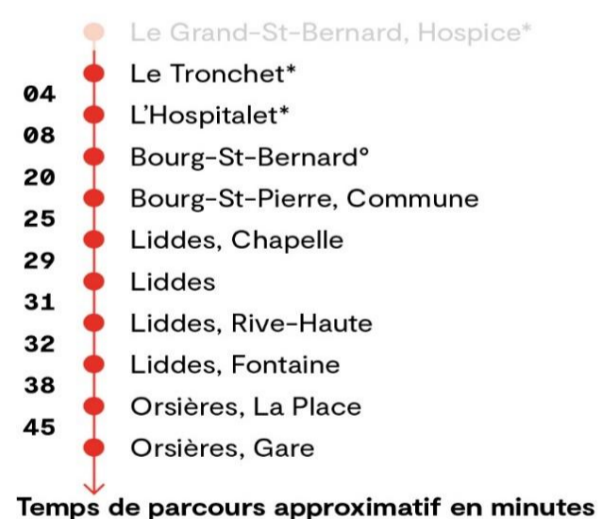 Le Grand-St-Bernard, Hospice*
Le Tronchet*
04
L'Hospitalet*
08
Bourg-St-Bernard°
20
Bourg-St-Pierre, Commune
25
Liddes, Chapelle
29
Liddes
31
Liddes, Rive-Haute
32
Liddes, Fontaine
38
Orsières, La Place
45
Orsières, Gare
Temps de parcours approximatif en minutes